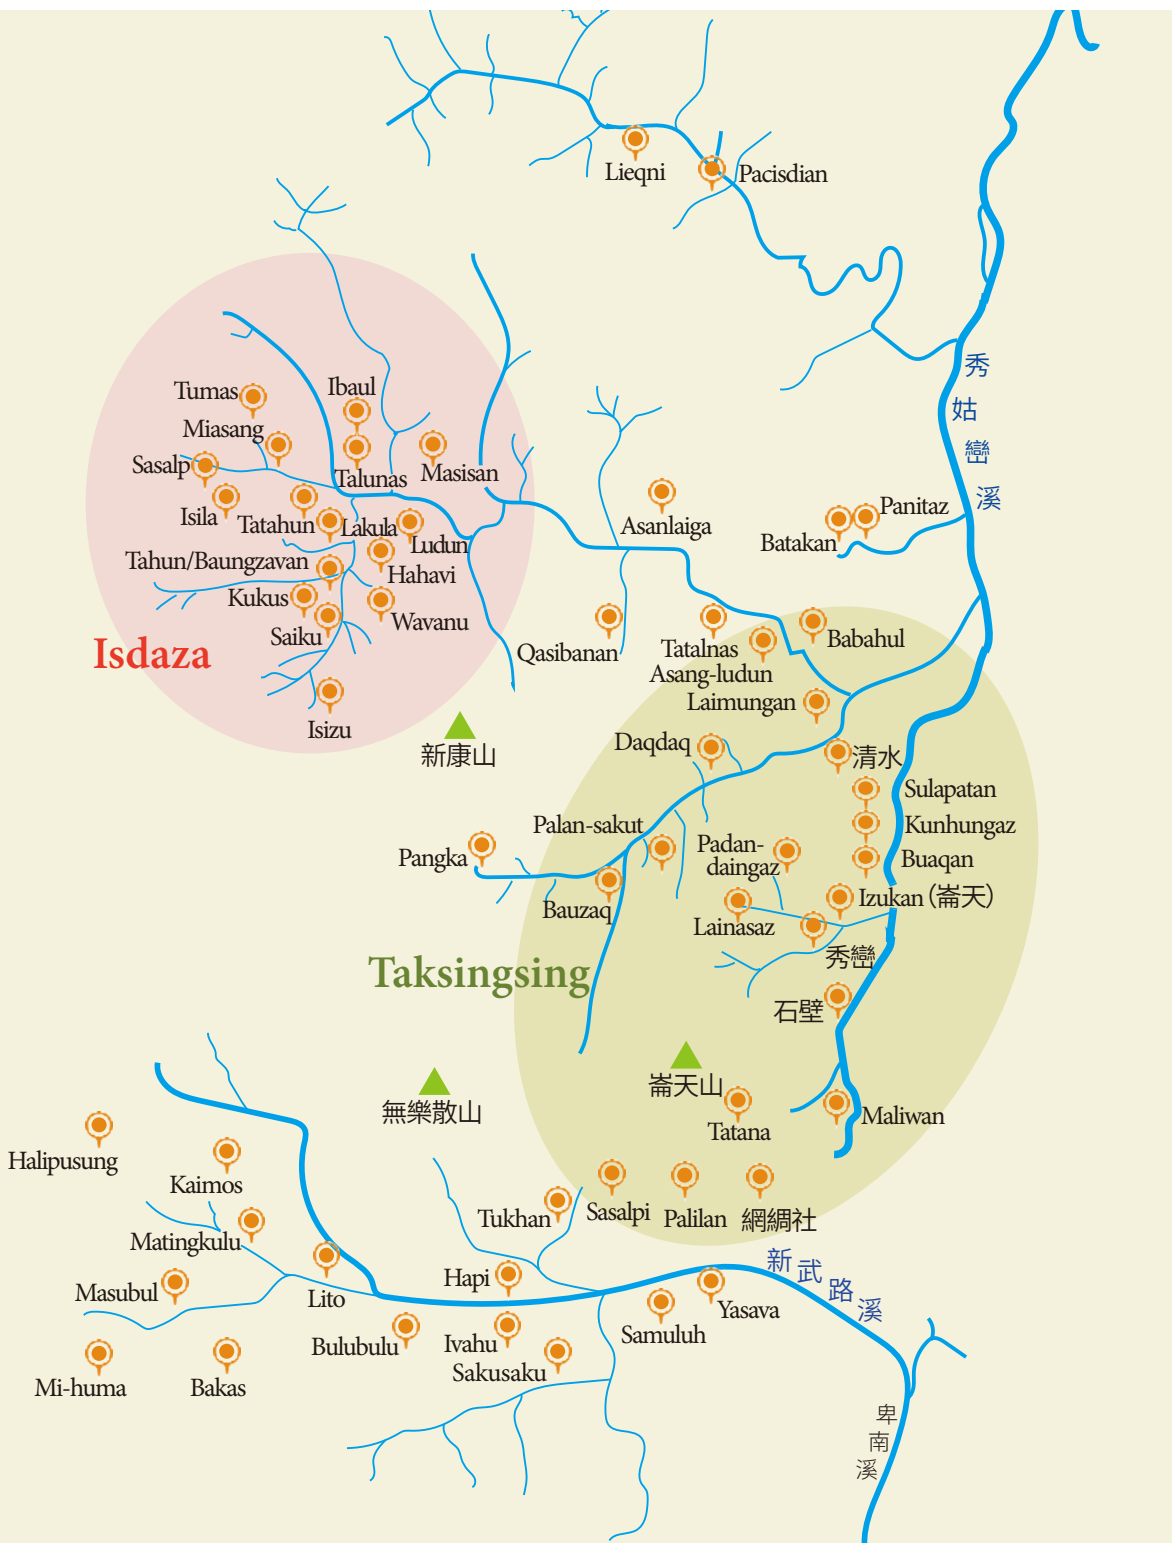 Lieqni
Pacisdian
秀姑巒溪
Tumas
Ibaul
Miasang
Sasalp
Talunas
Masisan
Isila
Tatahun
Lakula
Ludun
Asanlaiga
Panitaz
Batakan
Tahun/Baungzavan
Hahavi
Kukus
Wavanu
Saiku
Isdaza
Qasibanan
Tatalnas
Babahul
Asang-ludun
Laimungan
Isizu
新康山
Daqdaq
清水
Sulapatan
Palan-sakut
Kunhungaz
Pangka
Padan-
daingaz
Buaqan
Bauzaq
Izukan（崙天）
Lainasaz
秀巒
Taksingsing
石壁
崙天山
無樂散山
Tatana
Maliwan
Halipusung
Kaimos
Tukhan
Sasalpi
Palilan
網綢社
Matingkulu
新武路溪
Masubul
Lito
Hapi
Yasava
Samuluh
Bulubulu
Ivahu
Sakusaku
Mi-huma
Bakas
卑南溪